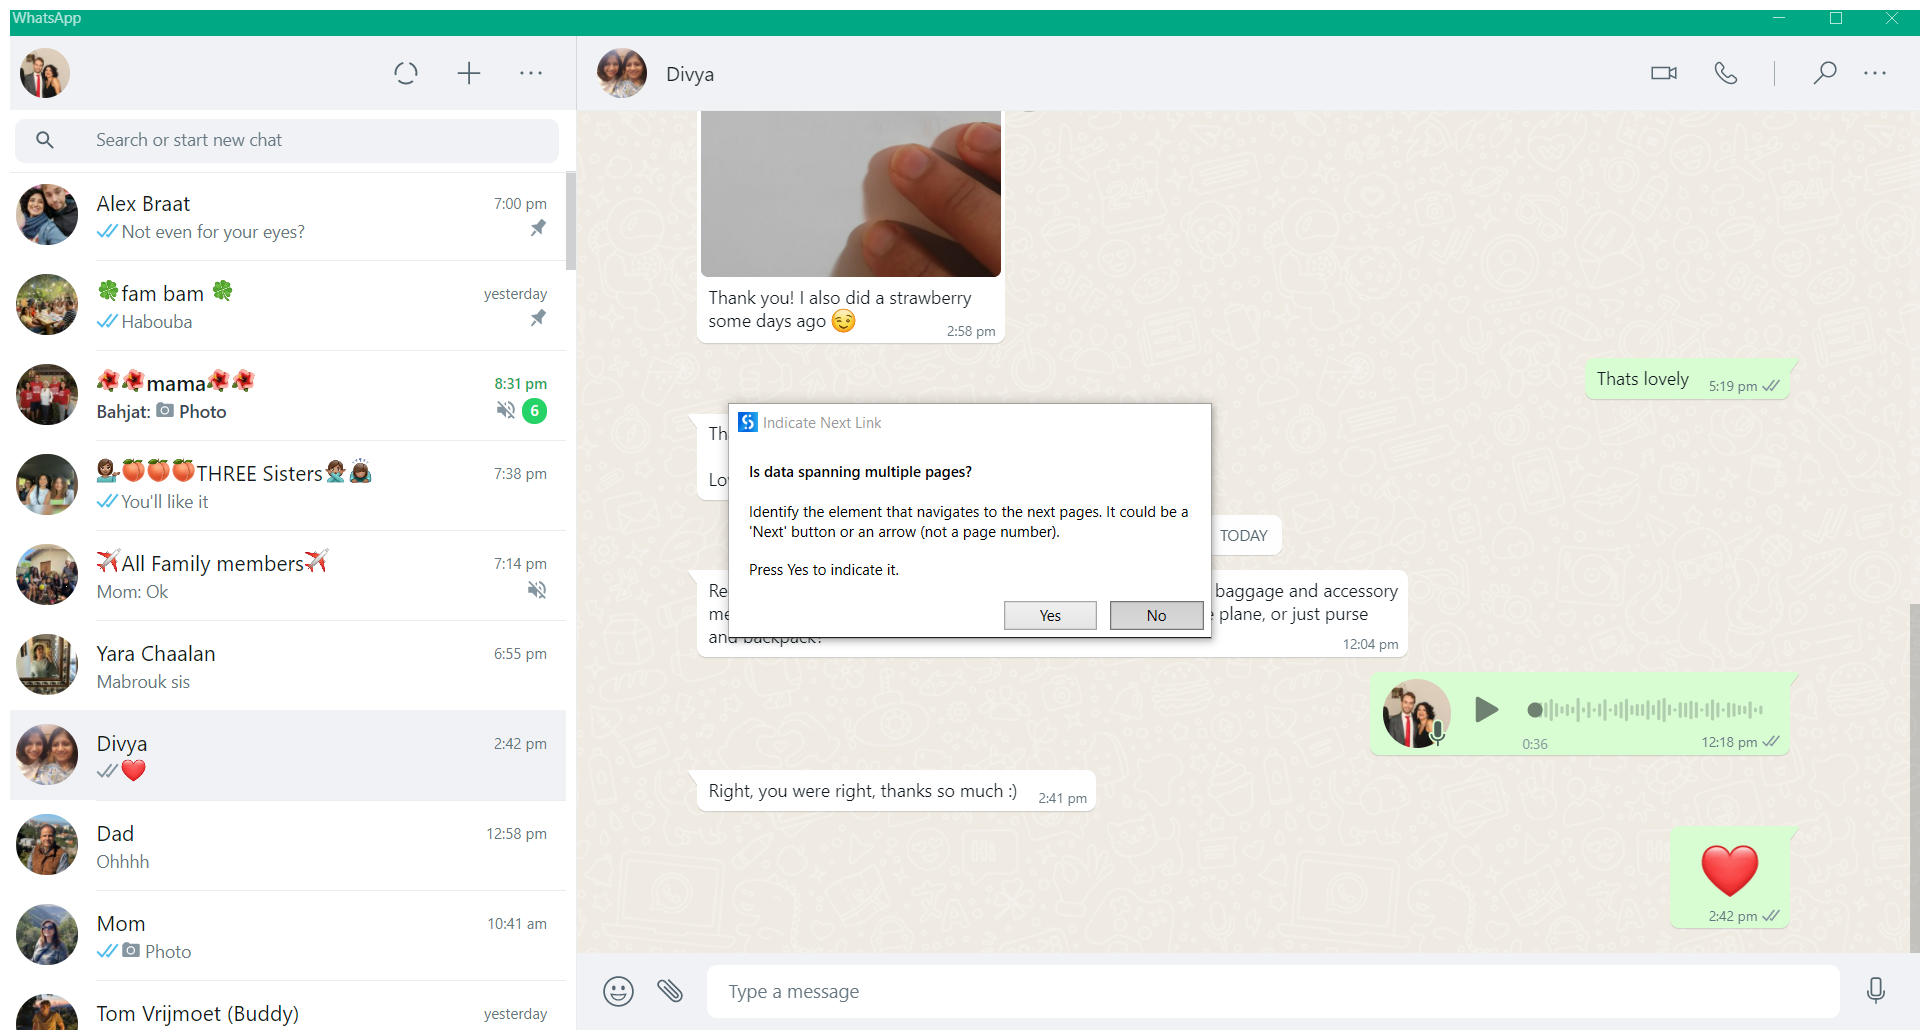 WhatsApp
Search or start new chat
Alex Braat
7:00 pm
Not even for your eyes?
🍀fam bam 🍀
yesterday
Habouba
🌺🌺mama🌺🌺
8:31 pm
Bahjat: Photo
6
💁🏽‍♀️🍑🍑🍑THREE Sisters🙅🏽‍♀️🙇🏽‍♀️
7:38 pm
You'll like it
✈️All Family members✈️
7:14 pm
Mom: Ok
Yara Chaalan
6:55 pm
Mabrouk sis
Divya
2:42 pm
❤️
Dad
12:58 pm
Ohhhh
Mom
10:41 am
Photo
Tom Vrijmoet (Buddy)
yesterday
Divya
Thank you! I also did a strawberry
some days ago 😉
2:58 pm
Thats lovely
5:19 pm
Th
Lo
TODAY
Re
baggage and accessory
me
plane, or just purse
and backpack?
12:04 pm
0:36
12:18 pm
Right, you were right, thanks so much :)
2:41 pm
❤️
2:42 pm
Type a message
Indicate Next Link
Is data spanning multiple pages?
Identify the element that navigates to the next pages. It could be a
'Next' button or an arrow (not a page number).
Press Yes to indicate it.
Yes
No